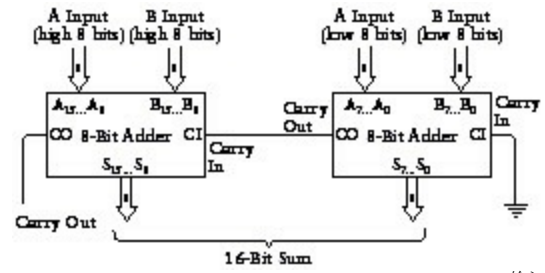 A Input B Input A Input B Input
(high 8 bits) (high 8 bits) (low 8 bits) (low 8 bits)
A15...A8 B15...B8
CO 8-Bit Adder CI
S15...S8
Carry In
Carry Out
Carry Out
A7...A0 B7...B0
CO 8-Bit Adder CI
S7...S0
Carry In
16-Bit Sum